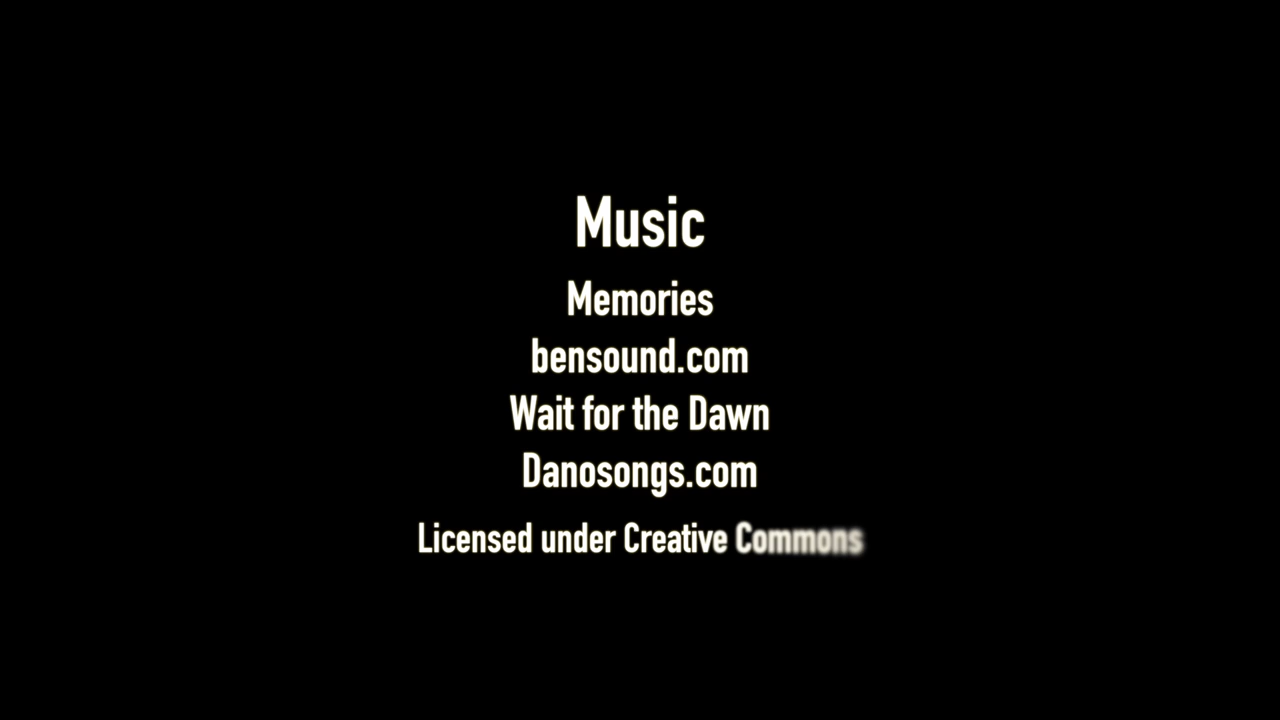 Music
Memories
bensound.com
Wait for the Dawn
Danosongs.com
Licensed under Creative Commons